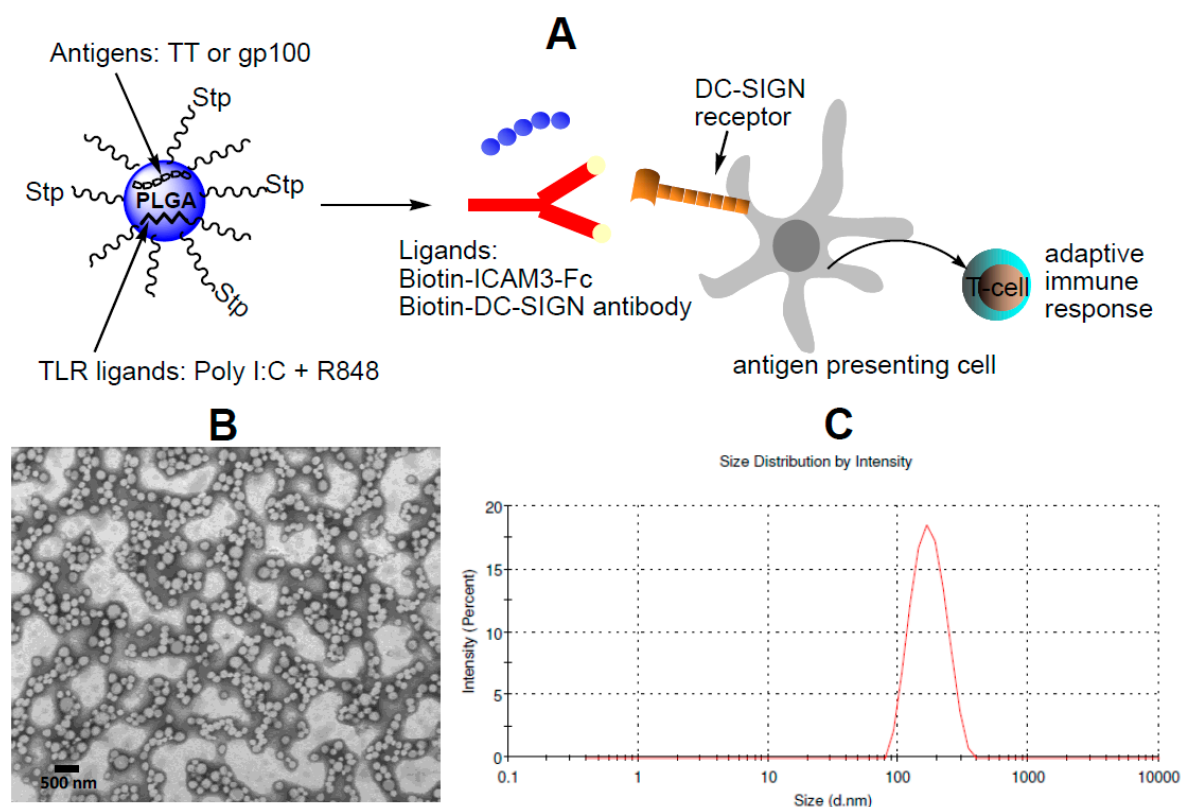 A
Antigens: TT or gp100
Stp
Stp
PLGA
Stp
Stp
TLR ligands: Poly I:C + R848
Ligands:
Biotin-ICAM3-Fc
Biotin-DC-SIGN antibody
DC-SIGN
receptor
antigen presenting cell
T-cell
adaptive
immune
response
B
500 nm
C
Size Distribution by Intensity
Intensity (Percent)
20
15
10
5
0
0.1 1 10 100 1000 10000
Size (d.nm)